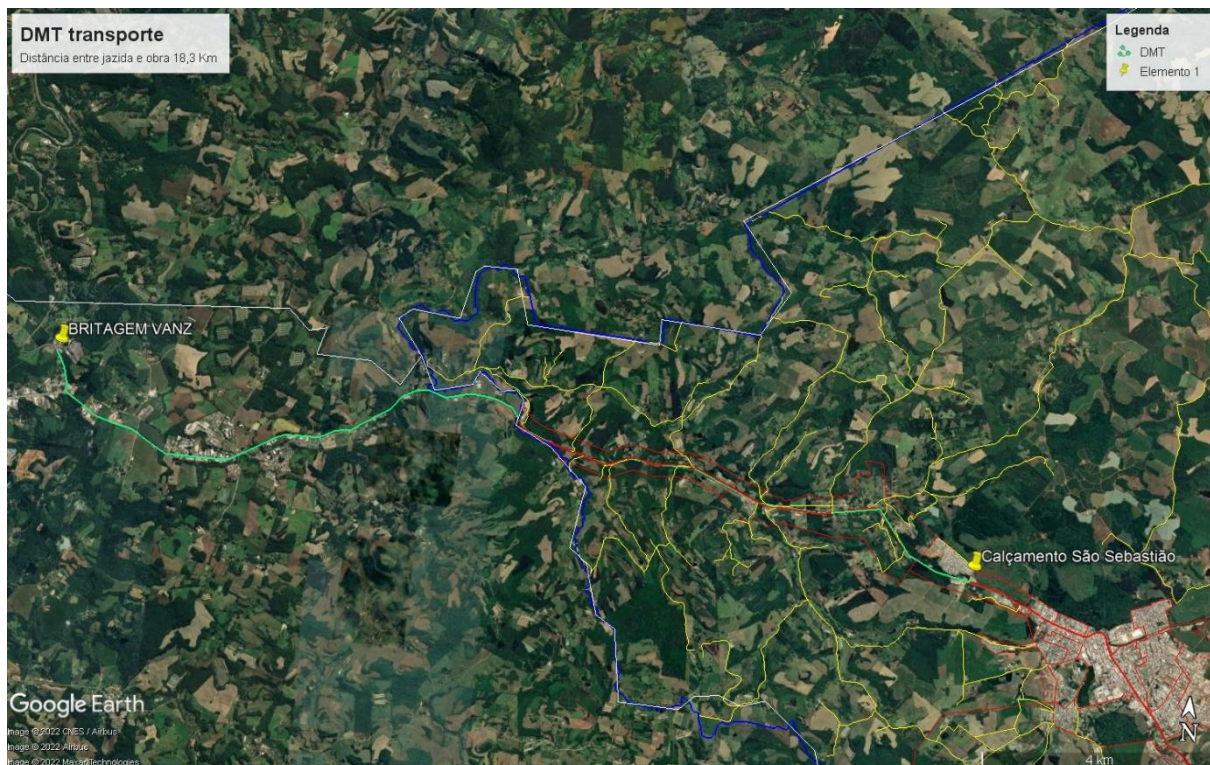 DMT transporte
Distância entre jazida e obra 18,3 Km
Legenda
DMT
Elemento 1
BRITAGEM VANZ
Calçamento São Sebastião
Google Earth
Image © 2022 CNES / Airbus
Image © 2022 Airbus
Image © 2022 Maxar Technologies
N
4 km